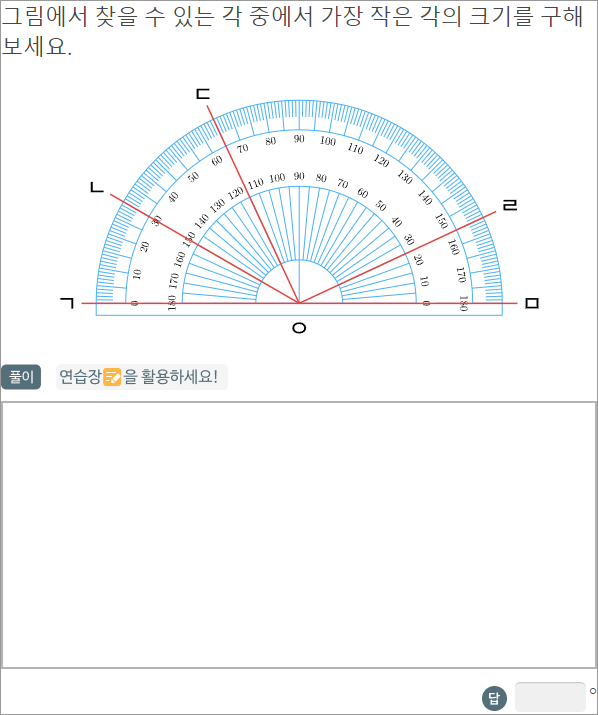 그림에서 찾을 수 있는 각 중에서 가장 작은 각의 크기를 구해
보세요.
ㄷ
ㄴ
ㄹ
ㄱ
ㅁ
ㅇ
0 10 20 30 40 50 60 70 80 90 100 110 120 130 140 150 160 170 180
180 170 160 150 140 130 120 110 100 90 80 70 60 50 40 30 20 10 0
풀이 연습장을 활용하세요!
답 °